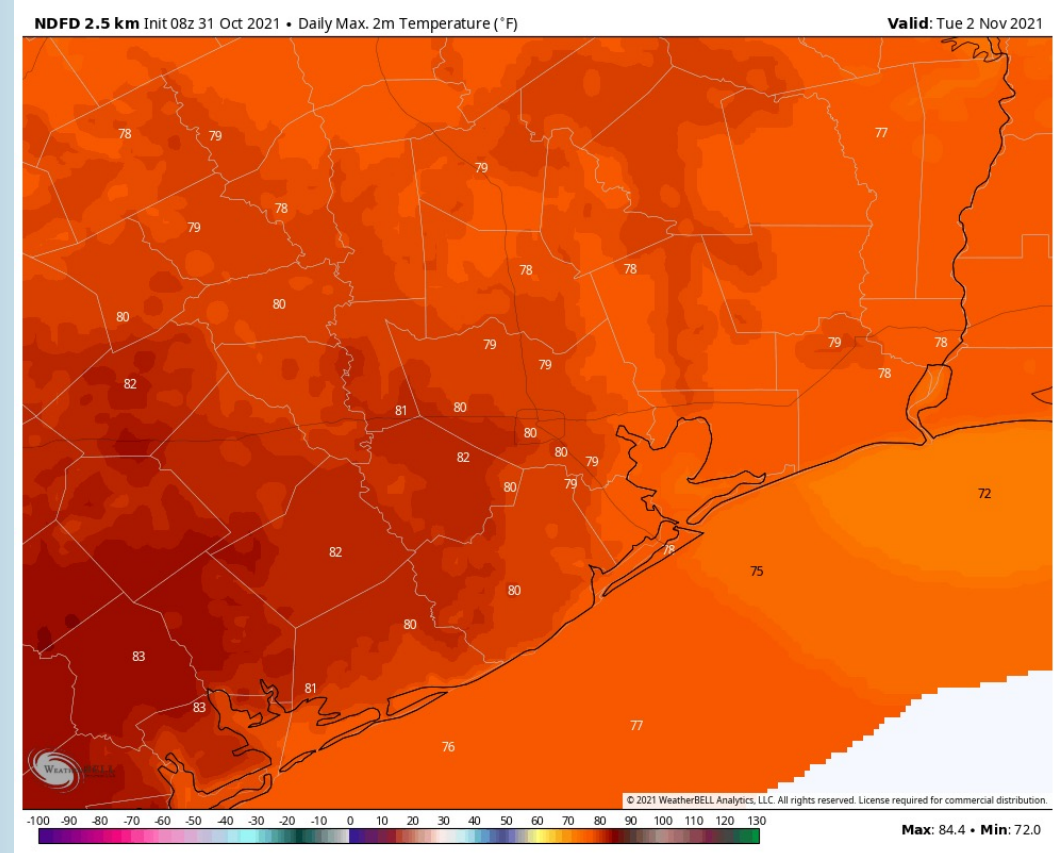 NDFD 2.5 km Init 08z 31 Oct 2021 • Daily Max. 2m Temperature (˚F) Valid: Tue 2 Nov 2021
78 79 77
79
78
79
78 78
80 80
79 79 78
79 78
82
81 80
80
82 80 79
80 79
72
82 78
75
80
80
83
81
83
77
76
© 2021 WeatherBELL Analytics, LLC. All rights reserved. License required for commercial distribution.
-100 -90 -80 -70 -60 -50 -40 -30 -20 -10 0 10 20 30 40 50 60 70 80 90 100 110 120 130
Max: 84.4 • Min: 72.0